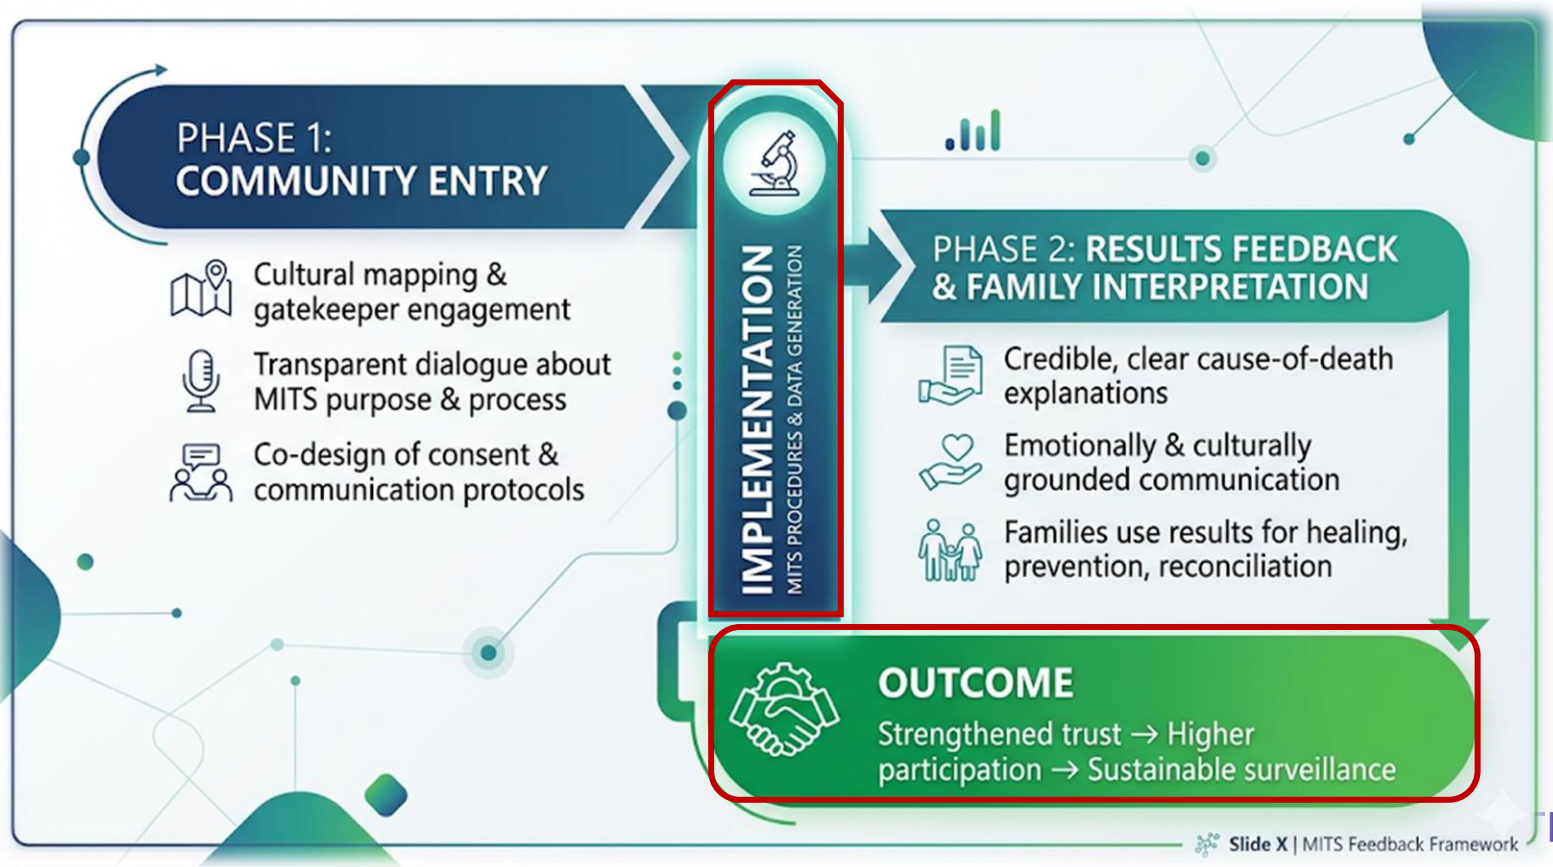 PHASE 1:
COMMUNITY ENTRY
Cultural mapping &
gatekeeper engagement
Transparent dialogue about
MITS purpose & process
Co-design of consent &
communication protocols
IMPLEMENTATION
MITS PROCEDURES & DATA GENERATION
PHASE 2: RESULTS FEEDBACK
& FAMILY INTERPRETATION
Credible, clear cause-of-death
explanations
Emotionally & culturally
grounded communication
Families use results for healing,
prevention, reconciliation
OUTCOME
Strengthened trust → Higher
participation → Sustainable surveillance
Slide X | MITS Feedback Framework